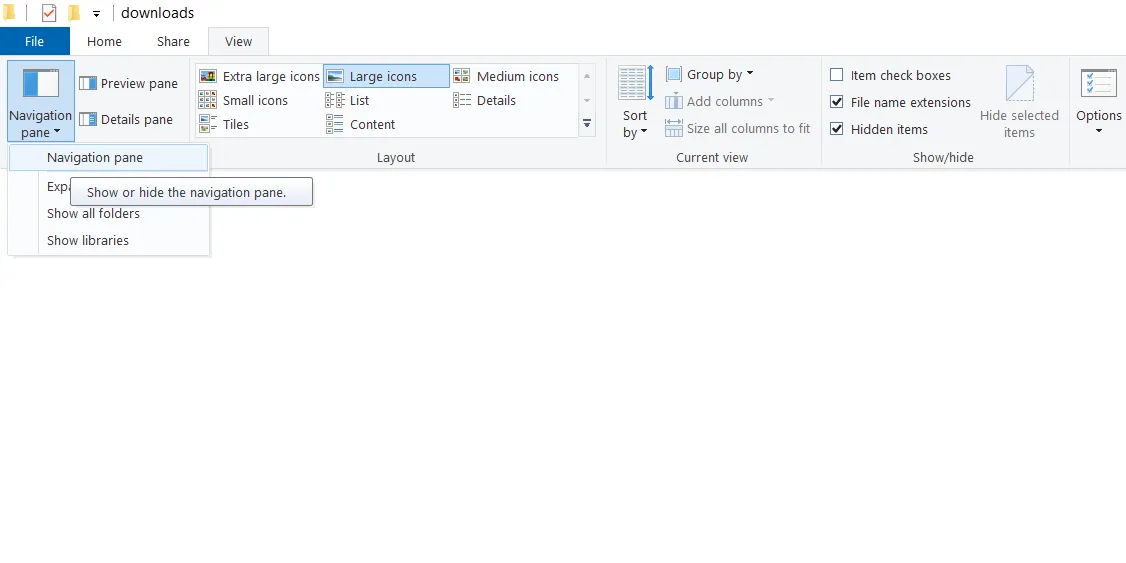 downloads
File Home Share View
Navigation pane
Preview pane
Details pane
Extra large icons Large icons Medium icons
Small icons List Details
Tiles Content
Layout
Sort by
Group by
Add columns
Size all columns to fit
Current view
Item check boxes
File name extensions
Hidden items
Hide selected items
Show/hide
Options
Navigation pane
Expa
Show or hide the navigation pane.
Show all folders
Show libraries